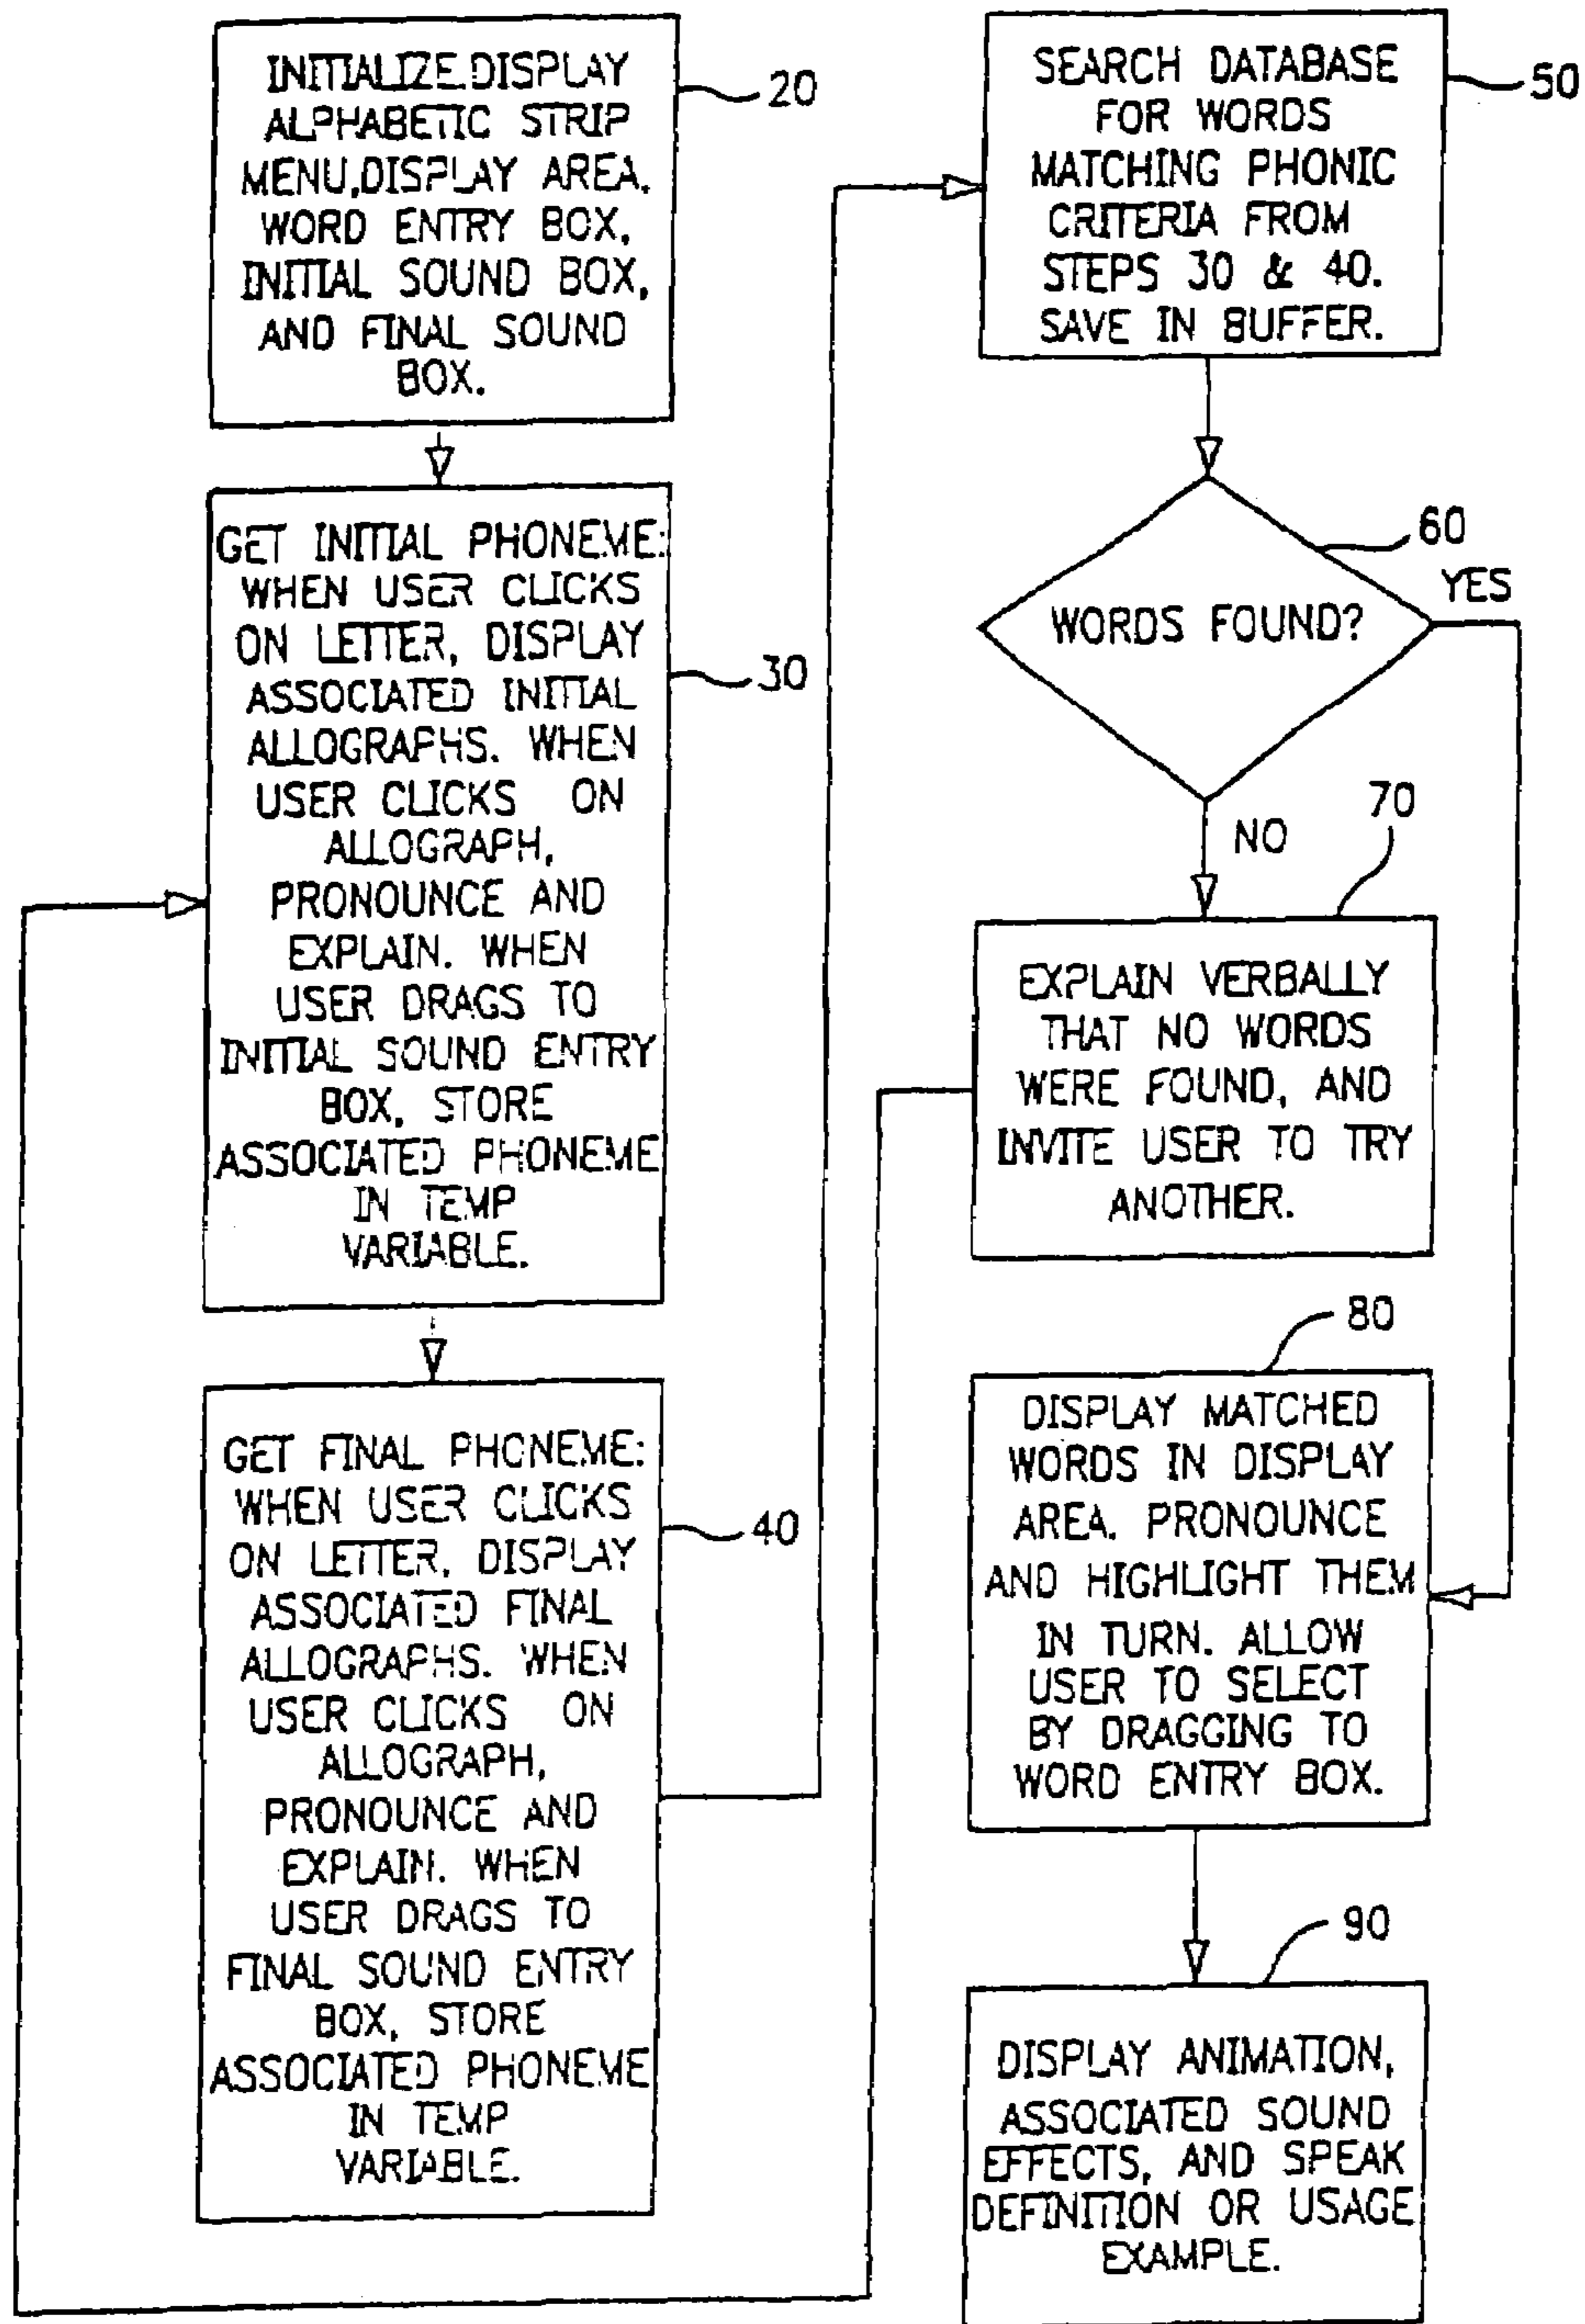 INITIALIZE.DISPLAY
ALPHABETIC STRIP
MENU,DISPLAY AREA.
WORD ENTRY BOX,
INITIAL SOUND BOX,
AND FINAL SOUND
BOX.
20
GET INITIAL PHONEME:
WHEN USER CLICKS
ON LETTER, DISPLAY
ASSOCIATED INITIAL
ALLOGRAPHS. WHEN
USER CLICKS ON
ALLOGRAPH,
PRONOUNCE AND
EXPLAIN. WHEN
USER DRAGS TO
INITIAL SOUND ENTRY
BOX, STORE
ASSOCIATED PHONEME
IN TEMP
VARIABLE.
30
GET FINAL PHONEME:
WHEN USER CLICKS
ON LETTER, DISPLAY
ASSOCIATED FINAL
ALLOGRAPHS. WHEN
USER CLICKS ON
ALLOGRAPH,
PRONOUNCE AND
EXPLAIN. WHEN
USER DRAGS TO
FINAL SOUND ENTRY
BOX, STORE
ASSOCIATED PHONEME
IN TEMP
VARIABLE.
40
SEARCH DATABASE
FOR WORDS
MATCHING PHONIC
CRITERIA FROM
STEPS 30 & 40.
SAVE IN BUFFER.
50
WORDS FOUND?
60
YES
NO
70
EXPLAIN VERBALLY
THAT NO WORDS
WERE FOUND, AND
INVITE USER TO TRY
ANOTHER.
80
DISPLAY MATCHED
WORDS IN DISPLAY
AREA. PRONOUNCE
AND HIGHLIGHT THEM
IN TURN. ALLOW
USER TO SELECT
BY DRAGGING TO
WORD ENTRY BOX.
90
DISPLAY ANIMATION,
ASSOCIATED SOUND
EFFECTS, AND SPEAK
DEFINITION OR USAGE
EXAMPLE.